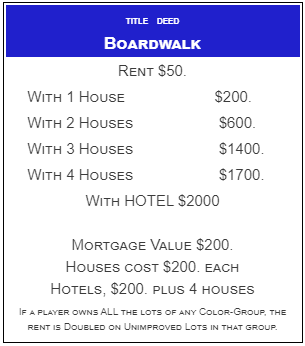 TITLE DEED
BOARDWALK
RENT $50.
WITH 1 HOUSE $200.
WITH 2 HOUSES $600.
WITH 3 HOUSES $1400.
WITH 4 HOUSES $1700.
WITH HOTEL $2000
MORTGAGE VALUE $200.
HOUSES COST $200. EACH
HOTELS, $200. PLUS 4 HOUSES
IF A PLAYER OWNS ALL THE LOTS OF ANY COLOR-GROUP, THE
RENT IS DOUBLED ON UNIMPROVED LOTS IN THAT GROUP.